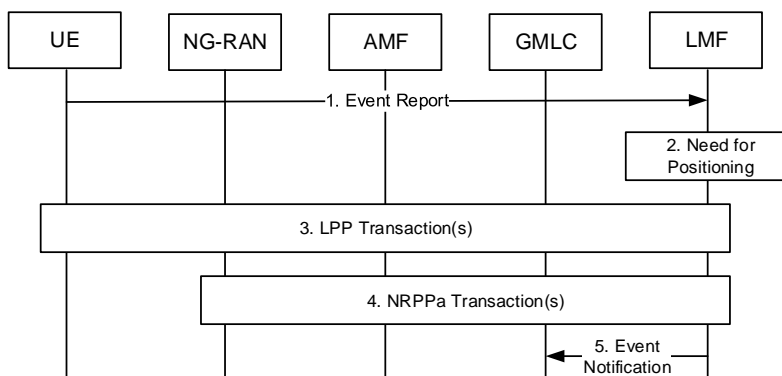 UE
NG-RAN
AMF
GMLC
LMF
1. Event Report
2. Need for
Positioning
3. LPP Transaction(s)
4. NRPPa Transaction(s)
5. Event
Notification